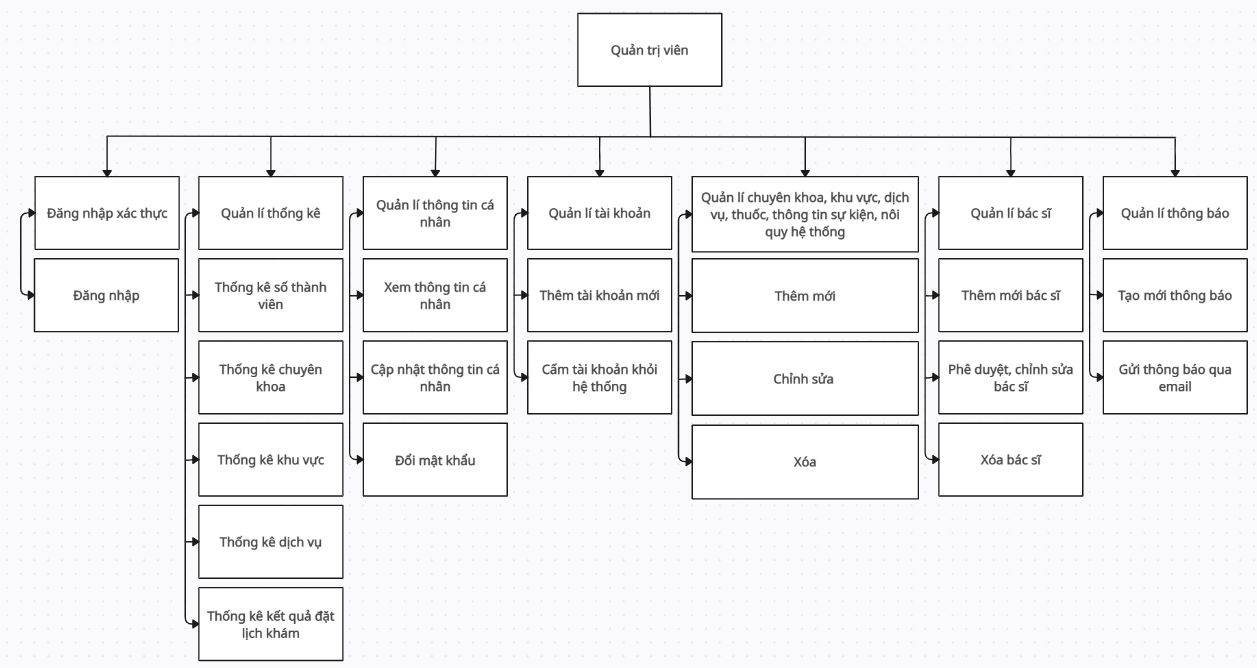 Quản trị viên
Đăng nhập xác thực
Đăng nhập
Quản lí thống kê
Thống kê số thành
viên
Thống kê chuyên
khoa
Thống kê khu vực
Thống kê dịch vụ
Thống kê kết quả đặt
lịch khám
Quản lí thông tin cá
nhân
Xem thông tin cá
nhân
Cập nhật thông tin cá
nhân
Đổi mật khẩu
Quản lí tài khoản
Thêm tài khoản mới
Cấm tài khoản khỏi
hệ thống
Quản lí chuyên khoa, khu vực, dịch
vụ, thuốc, thông tin sự kiện, nôi
quy hệ thống
Thêm mới
Chỉnh sửa
Xóa
Quản lí bác sĩ
Thêm mới bác sĩ
Phê duyệt, chỉnh sửa
bác sĩ
Xóa bác sĩ
Quản lí thông báo
Tạo mới thông báo
Gửi thông báo qua
email